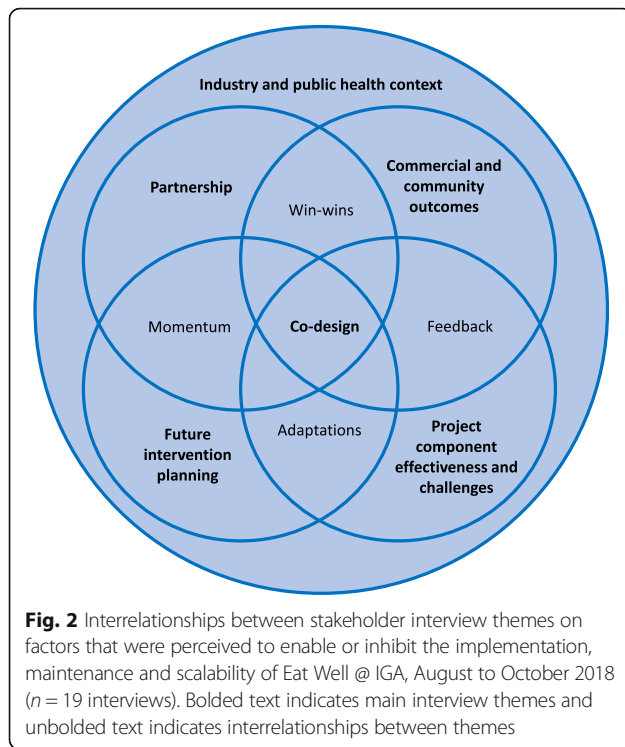 Industry and public health context
Partnership
Commercial and
community
outcomes
Win-wins
Momentum
Co-design
Feedback
Future
intervention
planning
Adaptations
Project
component
effectiveness and
challenges
Fig. 2 Interrelationships between stakeholder interview themes on
factors that were perceived to enable or inhibit the implementation,
maintenance and scalability of Eat Well @ IGA, August to October 2018
(n = 19 interviews). Bolded text indicates main interview themes and
unbolded text indicates interrelationships between themes